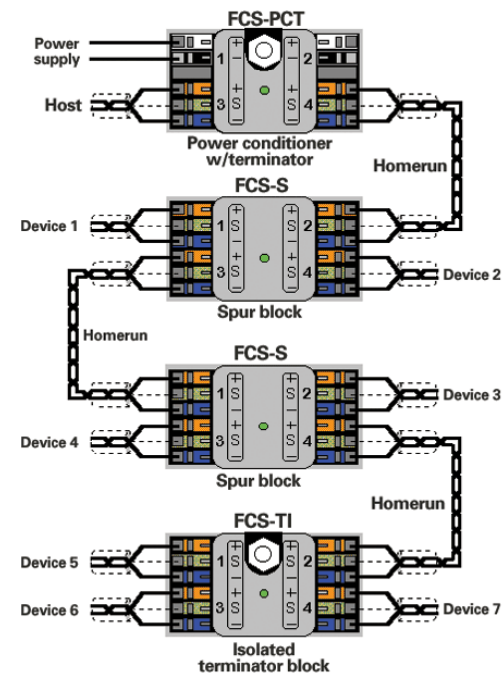 FCS-PCT
Power
supply
+
+
1
2
−
−
Host
+
+
3
S
S
4
−
−
Power conditioner
w/terminator
Homerun
FCS-S
Device 1
+
+
1
S
S
2
−
−
+
+
3
S
S
4
−
−
Device 2
Spur block
Homerun
FCS-S
+
+
1
S
S
2
−
−
Device 3
Device 4
+
+
3
S
S
4
−
−
Spur block
Homerun
FCS-TI
Device 5
+
+
1
S
S
2
−
−
Device 6
+
+
3
S
S
4
−
−
Device 7
Isolated
terminator block